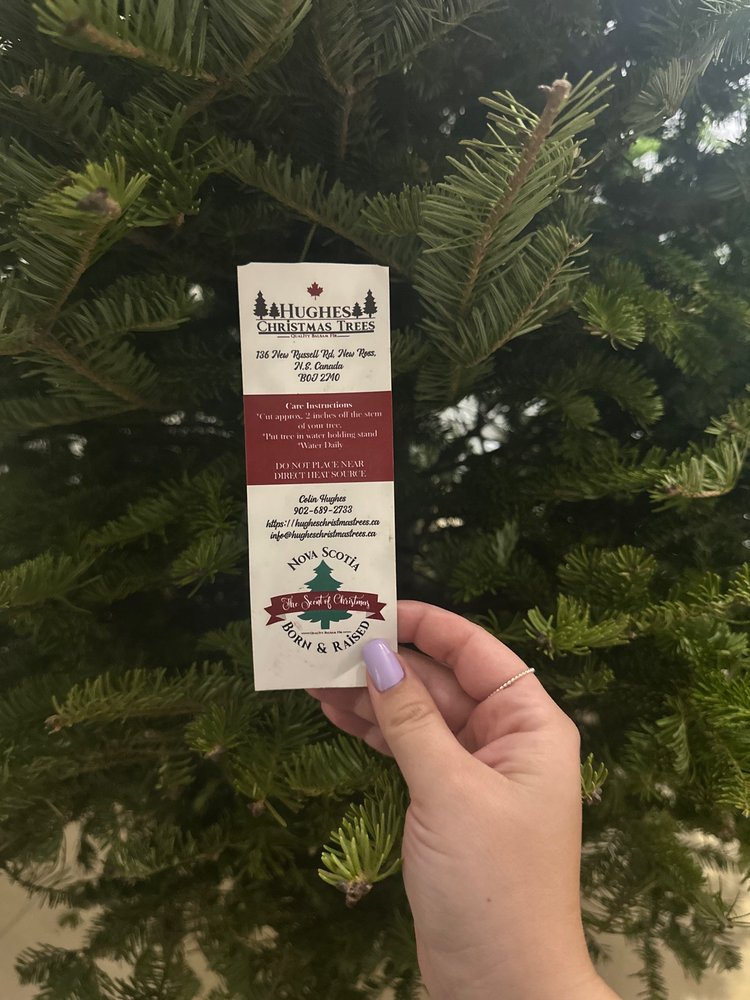 HUGHES
CHRISTMAS TREES
QUALITY BALSAM FIR
136 New Russell Rd, New Ross,
N.S. Canada
B0J 2M0
Care Instructions
*Cut approx. 2 inches off the stem
of your tree.
*Put tree in water holding stand
*Water Daily
DO NOT PLACE NEAR
DIRECT HEAT SOURCE
Colin Hughes
902-689-2733
https://hugheschristmastrees.ca
info@hugheschristmastrees.ca
NOVA SCOTIA
The Scent of Christmas
QUALITY BALSAM FIR
BORN & RAISED